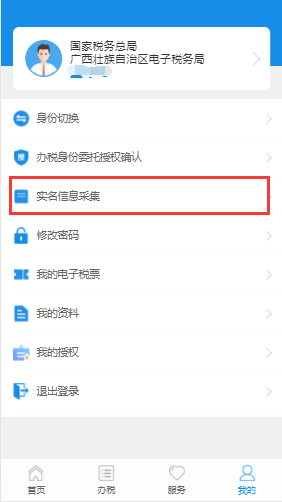 国家税务总局
广西壮族自治区电子税务局
身份切换
办税身份委托授权确认
实名信息采集
修改密码
我的电子税票
我的资料
我的授权
退出登录
首页 办税 服务 我的